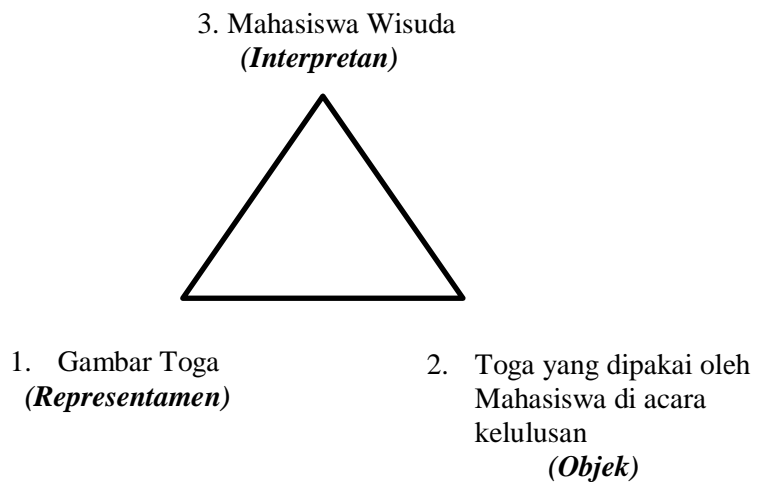 3. Mahasiswa Wisuda
(Interpretan)
1. Gambar Toga
(Representamen)
2. Toga yang dipakai oleh
Mahasiswa di acara
kelulusan
(Objek)